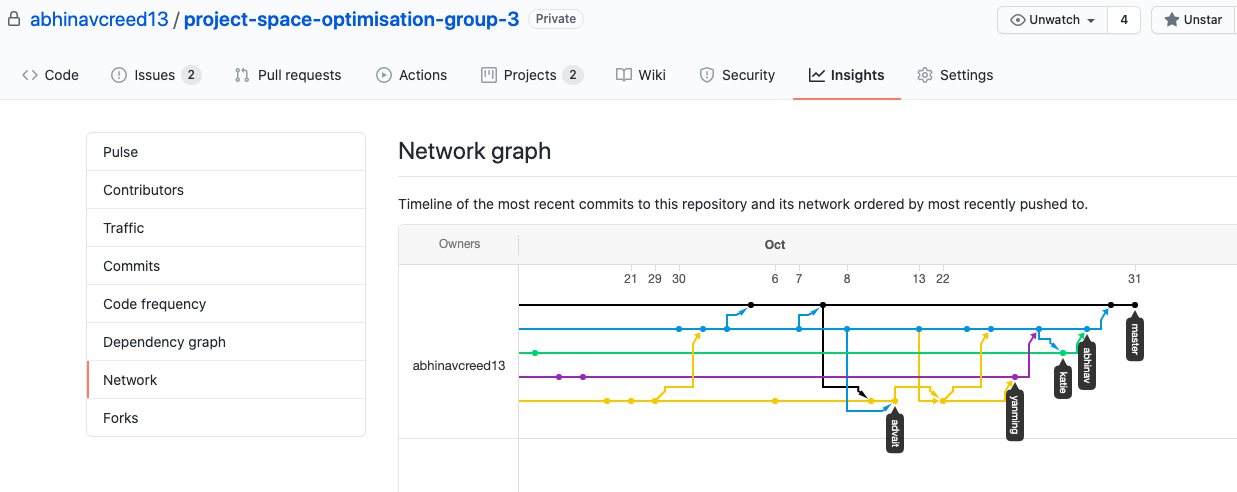 abhinavcreed13 / project-space-optimisation-group-3 Private Unwatch 4 Unstar
Code Issues 2 Pull requests Actions Projects 2 Wiki Security Insights Settings
Pulse
Contributors
Traffic
Commits
Code frequency
Dependency graph
Network
Forks
Network graph
Timeline of the most recent commits to this repository and its network ordered by most recently pushed to.
Owners Oct
21 29 30 6 7 8 13 22 31
abhinavcreed13
master
abhinav
katie
yanming
advait